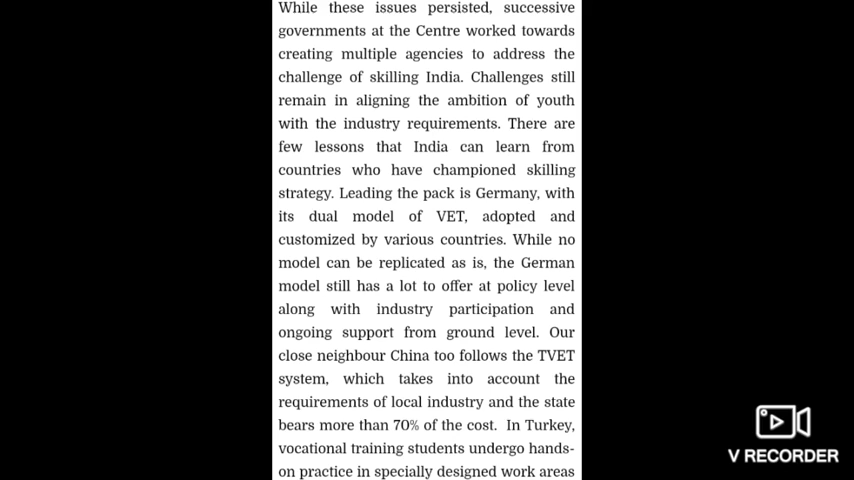 While these issues persisted, successive
governments at the Centre worked towards
creating multiple agencies to address the
challenge of skilling India. Challenges still
remain in aligning the ambition of youth
with the industry requirements. There are
few lessons that India can learn from
countries who have championed skilling
strategy. Leading the pack is Germany, with
its dual model of VET, adopted and
customized by various countries. While no
model can be replicated as is, the German
model still has a lot to offer at policy level
along with industry participation and
ongoing support from ground level. Our
close neighbour China too follows the TVET
system, which takes into account the
requirements of local industry and the state
bears more than 70% of the cost. In Turkey,
vocational training students undergo hands-
on practice in specially designed work areas
V RECORDER